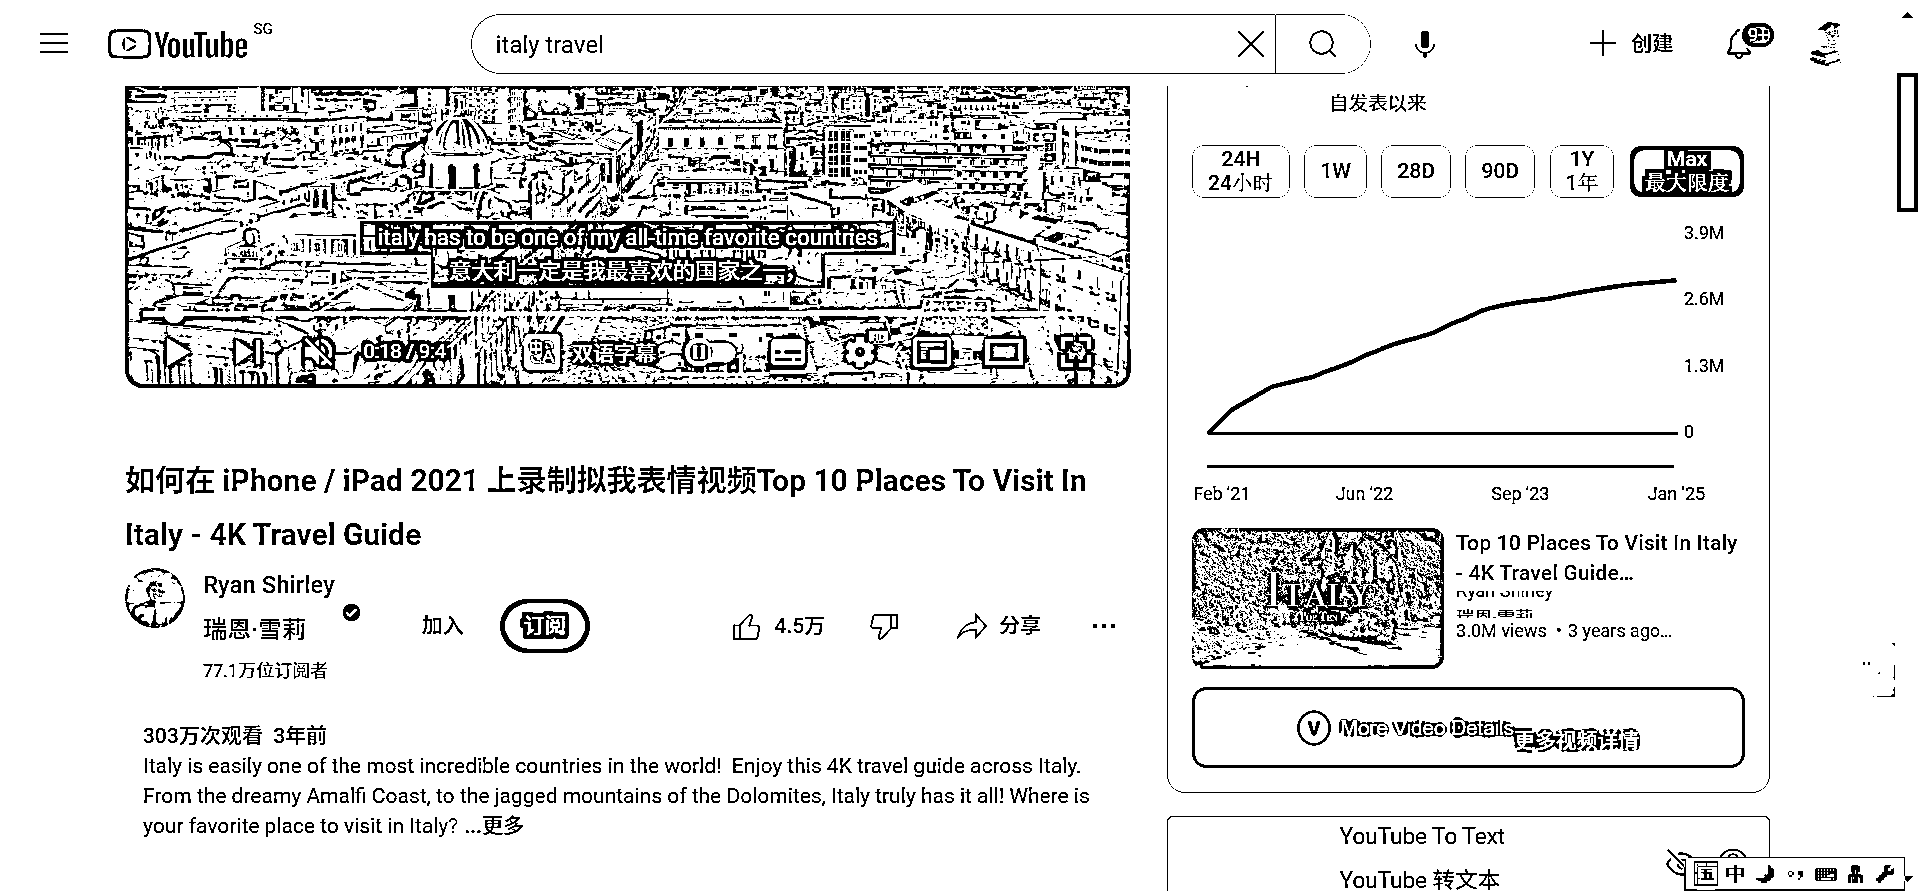 YouTube SG
italy travel
创建
9+
italy has to be one of my all-time favorite countries
意大利一定是我最喜欢的国家之一
0:18 / 9:41
双语字幕
如何在 iPhone / iPad 2021 上录制拟我表情视频Top 10 Places To Visit In
Italy - 4K Travel Guide
Ryan Shirley
瑞恩·雪莉
77.1万位订阅者
加入
订阅
4.5万
分享
303万次观看 3年前
Italy is easily one of the most incredible countries in the world! Enjoy this 4K travel guide across Italy.
From the dreamy Amalfi Coast, to the jagged mountains of the Dolomites, Italy truly has it all! Where is
your favorite place to visit in Italy? ...更多
自发表以来
24H
24小时
1W
28D
90D
1Y
1年
Max
最大限度
3.9M
2.6M
1.3M
0
Feb '21
Jun '22
Sep '23
Jan '25
ITALY
Top 10 Places To Visit In Italy
- 4K Travel Guide...
Ryan Shirley
瑞恩·雪莉
3.0M views • 3 years ago...
V More Video Details
更多视频详情
YouTube To Text
YouTube 转文本
五 中